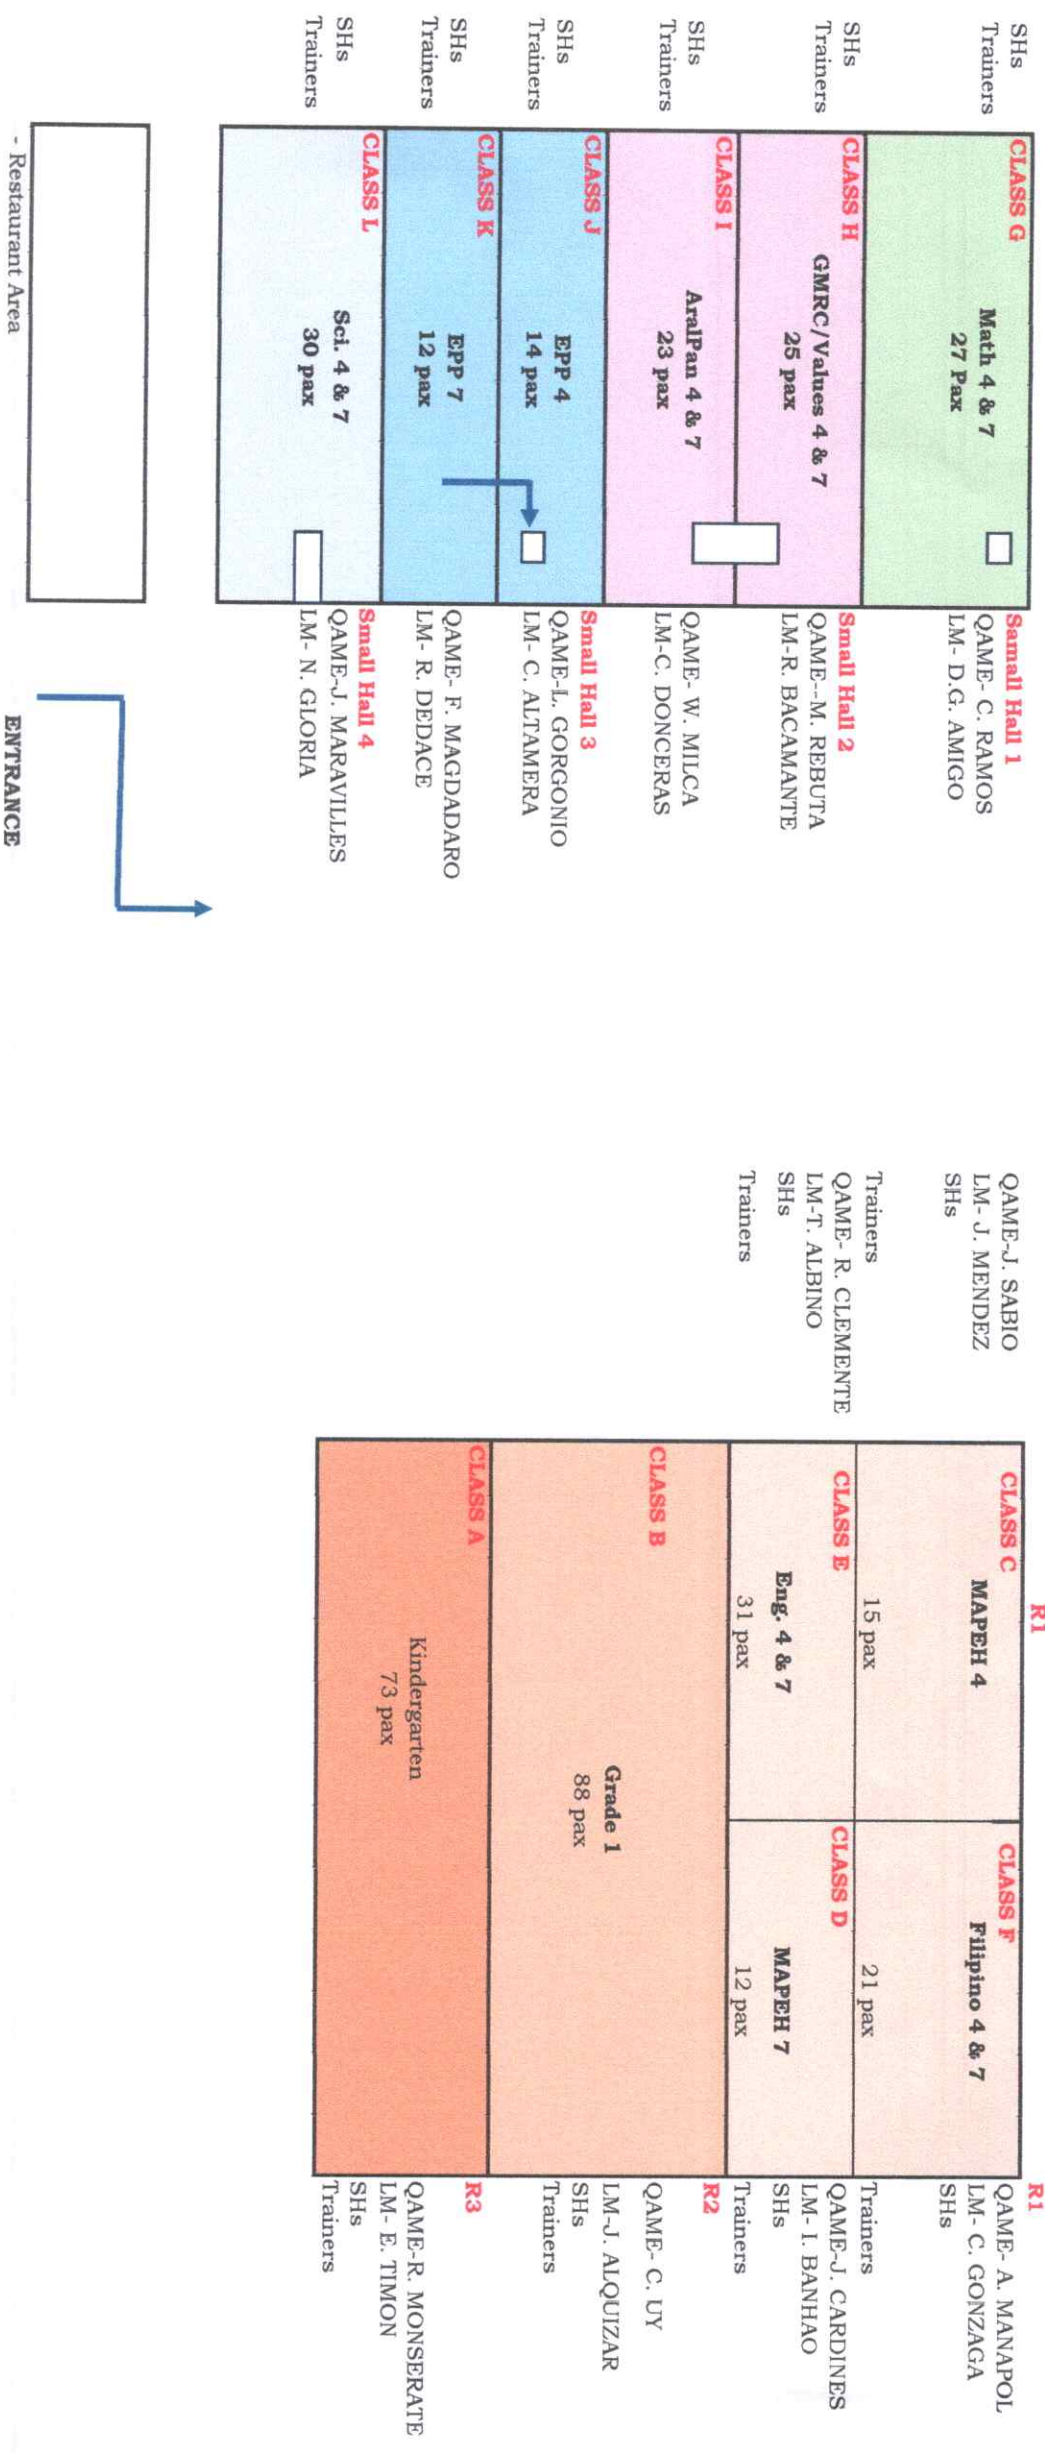 SHs
Trainers
CLASS G
Math 4 & 7
27 Pax
Samall Hall 1
QAME- C. RAMOS
LM- D.G. AMIGO
SHs
Trainers
CLASS H
GMRC/Values 4 & 7
25 pax
Small Hall 2
QAME--M. REBUTA
LM-R. BACAMANTE
SHs
Trainers
CLASS I
AralPan 4 & 7
23 pax
QAME- W. MILCA
LM-C. DONCERAS
SHs
Trainers
CLASS J
EPP 4
14 pax
Small Hall 3
QAME-L. GORGONIO
LM- C. ALTAMERA
SHs
Trainers
CLASS K
EPP 7
12 pax
QAME- F. MAGDADARO
LM- R. DEDACE
SHs
Trainers
CLASS L
Sci. 4 & 7
30 pax
Small Hall 4
QAME-J. MARAVILLES
LM- N. GLORIA
- Restaurant Area
ENTRANCE
R1
QAME-J. SABIO
LM- J. MENDEZ
SHs
Trainers
CLASS C
MAPEH 4
15 pax
R1
CLASS F
Filipino 4 & 7
21 pax
QAME- A. MANAPOL
LM- C. GONZAGA
SHs
Trainers
QAME- R. CLEMENTE
LM-T. ALBINO
SHs
Trainers
CLASS E
Eng. 4 & 7
31 pax
CLASS D
MAPEH 7
12 pax
QAME-J. CARDINES
LM- I. BANHAO
SHs
Trainers
R2
CLASS B
Grade 1
88 pax
QAME- C. UY
LM-J. ALQUIZAR
SHs
Trainers
R3
CLASS A
Kindergarten
73 pax
QAME-R. MONSERATE
LM- E. TIMON
SHs
Trainers